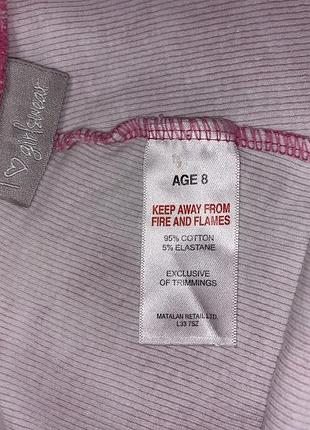 I ♡ girlswear
AGE 8
KEEP AWAY FROM
FIRE AND FLAMES
95% COTTON
5% ELASTANE
EXCLUSIVE
OF TRIMMINGS
MATALAN RETAIL LTD.
L33 7SZ